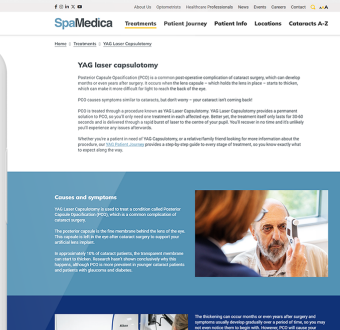 About Us Optometrists Healthcare Professionals News Events Careers Contact
SpaMedica
Treatments Patient Journey Patient Info Locations Cataracts A-Z
Home > Treatments > YAG Laser Capsulotomy
YAG laser capsulotomy
Posterior Capsule Opacification (PCO) is a common post-operative complication of cataract surgery, which can develop
months or even years after surgery. It occurs when the lens capsule – which holds the lens in place – starts to thicken,
which can make it more difficult for light to reach the back of the eye.
PCO causes symptoms similar to cataracts, but don't worry – your cataract isn't coming back!
PCO is treated through a procedure known as YAG Laser Capsulotomy. YAG Laser Capsulotomy provides a permanent
solution to PCO, so you'll only need one treatment in each affected eye. Better yet, the treatment itself only lasts for 30-60
seconds and is delivered through a rapid burst of laser to the centre of your pupil. You'll recover in no time and it's unlikely
you'll experience any issues afterwards.
Whether you're a patient in need of YAG Capsulotomy, or a relative/friend looking for more information about the
procedure, our YAG Patient Journey provides a step-by-step guide to every stage of treatment, so you know exactly what
to expect along the way.
Causes and symptoms
YAG Laser Capsulotomy is used to treat a condition called Posterior
Capsule Opacification (PCO), which is a common complication of
cataract surgery.
The posterior capsule is the fine membrane behind the lens of the eye.
This capsule is left in the eye after cataract surgery to support your
artificial lens implant.
In approximately 10% of cataract patients, the transparent membrane
can start to thicken. Research hasn't shown conclusively why this
happens, although PCO is more prevalent in younger cataract patients
and patients with glaucoma and diabetes.
The thickening can occur months or even years after surgery and
symptoms usually develop gradually over a period of time, so you may
not even notice them to begin with. However, PCO will cause your